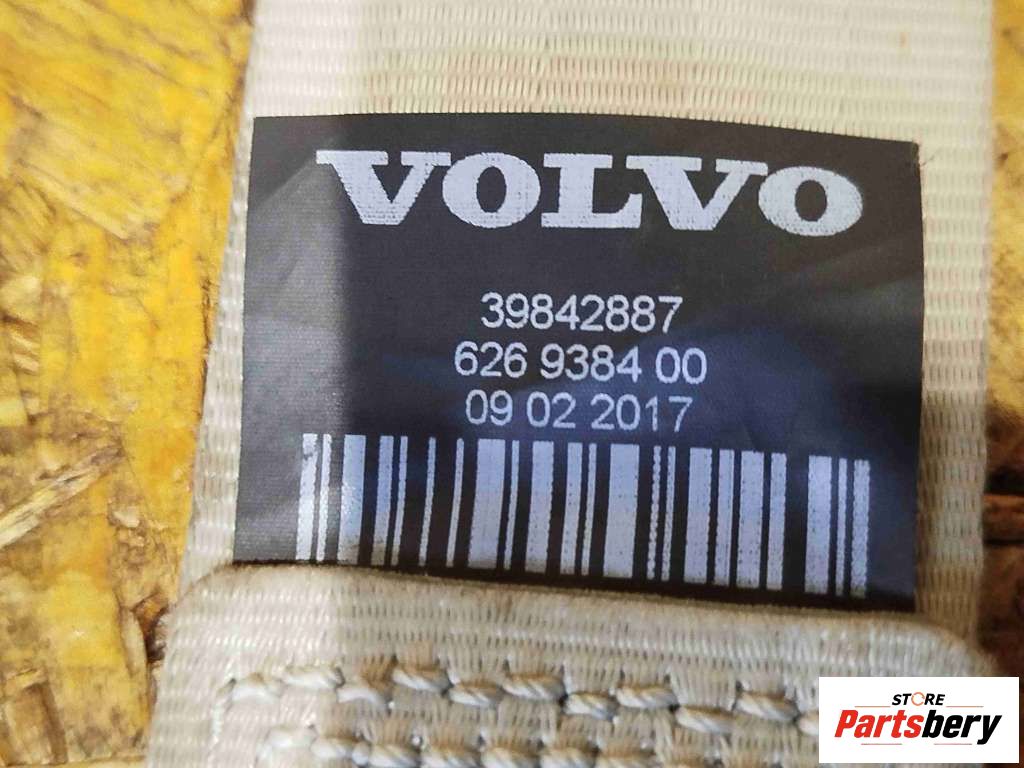 VOLVO
39842887
626 9384 00
09 02 2017
STORE
Partsbery